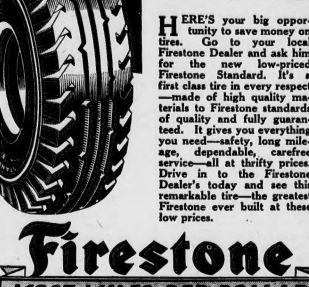 HERE'S your big oppor-
tunity to save money on
tires. Go to your local
Firestone Dealer and ask him
for the new low-priced
Firestone Standard. It's a
first class tire in every respect
—made of high quality ma-
terials to Firestone standards
of quality and fully guaran-
teed. It gives you everything
you need—safety, long mile-
age, dependable, carefree
service—all at thrifty prices.
Drive in to the Firestone
Dealer's today and see this
remarkable tire—the greatest
Firestone ever built at these
low prices.
Firestone